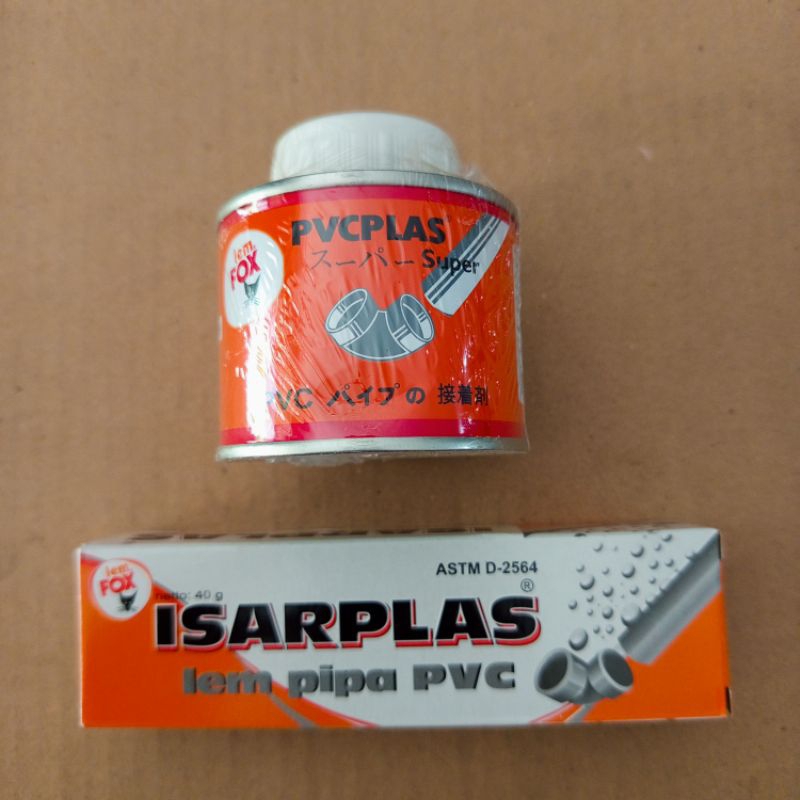 PVCPLAS
スーパー Super
lem
FOX
PVC パイプの 接着剤
lem
FOX
ASTM D-2564
netto: 40 g
ISARPLAS®
lem pipa PVC